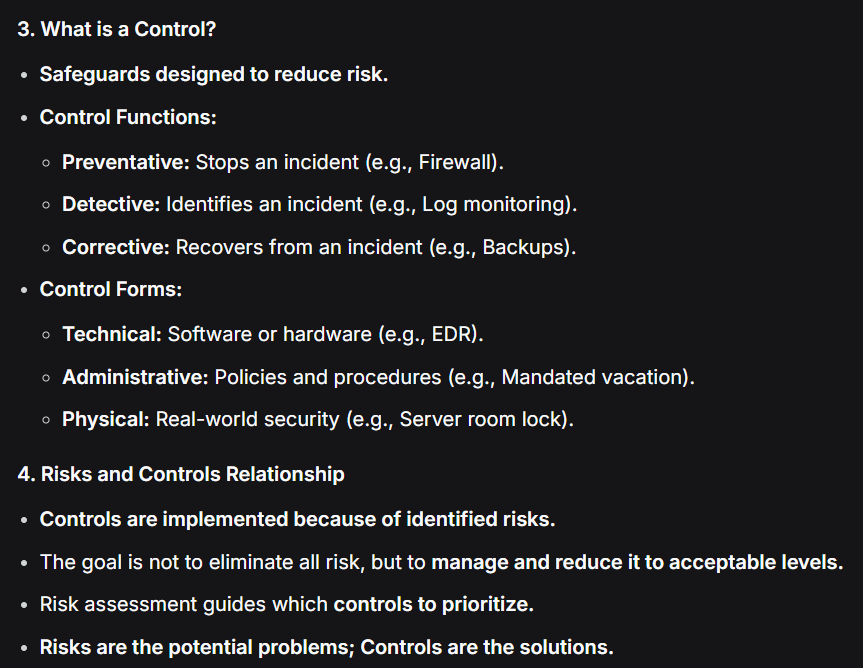 3. What is a Control?
• Safeguards designed to reduce risk.
• Control Functions:
◦ Preventative: Stops an incident (e.g., Firewall).
◦ Detective: Identifies an incident (e.g., Log monitoring).
◦ Corrective: Recovers from an incident (e.g., Backups).
• Control Forms:
◦ Technical: Software or hardware (e.g., EDR).
◦ Administrative: Policies and procedures (e.g., Mandated vacation).
◦ Physical: Real-world security (e.g., Server room lock).
4. Risks and Controls Relationship
• Controls are implemented because of identified risks.
• The goal is not to eliminate all risk, but to manage and reduce it to acceptable levels.
• Risk assessment guides which controls to prioritize.
• Risks are the potential problems; Controls are the solutions.